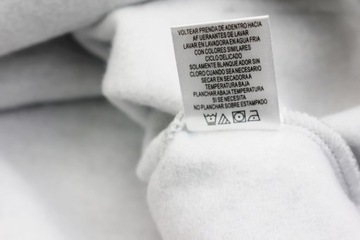 VOLTEAR PRENDA DE ADENTRO HACIA
AFUERA ANTES DE LAVAR
LAVAR EN LAVADORA EN AGUA FRIA
CON COLORES SIMILARES
CICLO DELICADO
SOLAMENTE BLANQUEADOR SIN
CLORO CUANDO SEA NECESARIO
SECAR EN SECADORA A
TEMPERATURA BAJA
PLANCHAR ABAJA TEMPERATURA
SI SE NECESITA
NO PLANCHAR SOBRE ESTAMPADO